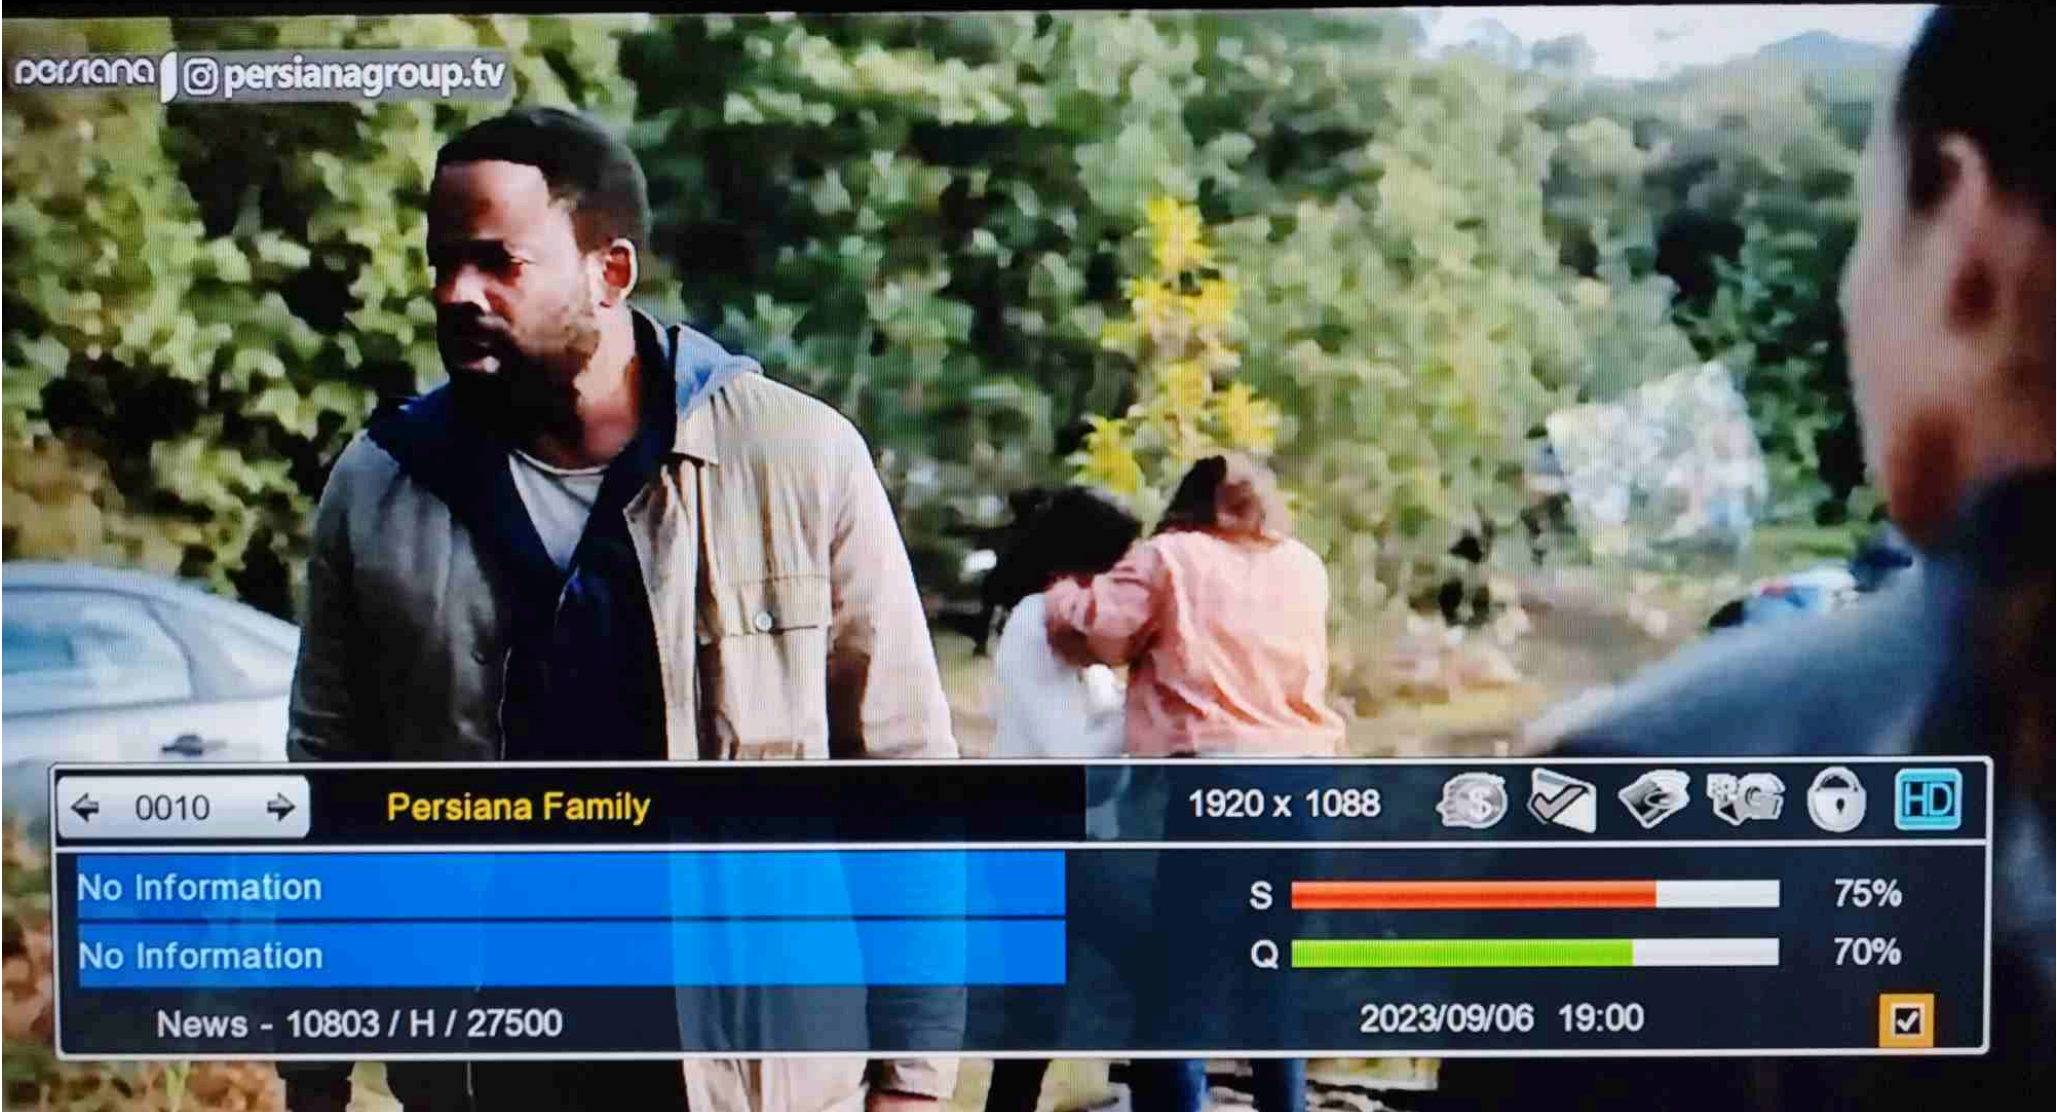 persiana persianagroup.tv
0010 Persiana Family 1920 x 1088 $ HD
No Information
S 75%
No Information
Q 70%
News - 10803 / H / 27500 2023/09/06 19:00